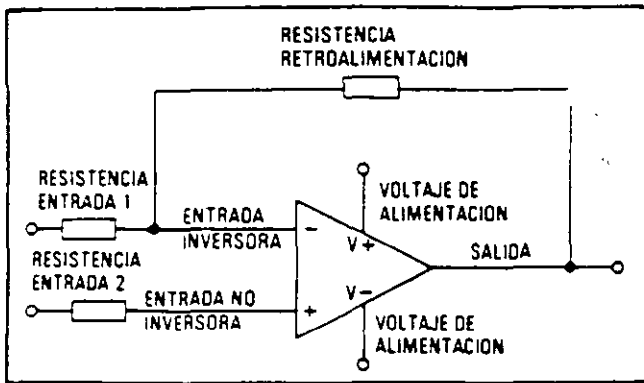 RESISTENCIA
RETROALIMENTACION
RESISTENCIA
ENTRADA 1
VOLTAJE DE
ALIMENTACION
ENTRADA
INVERSORA
-
V+
SALIDA
RESISTENCIA
ENTRADA 2
ENTRADA NO
INVERSORA
+
V-
VOLTAJE DE
ALIMENTACION